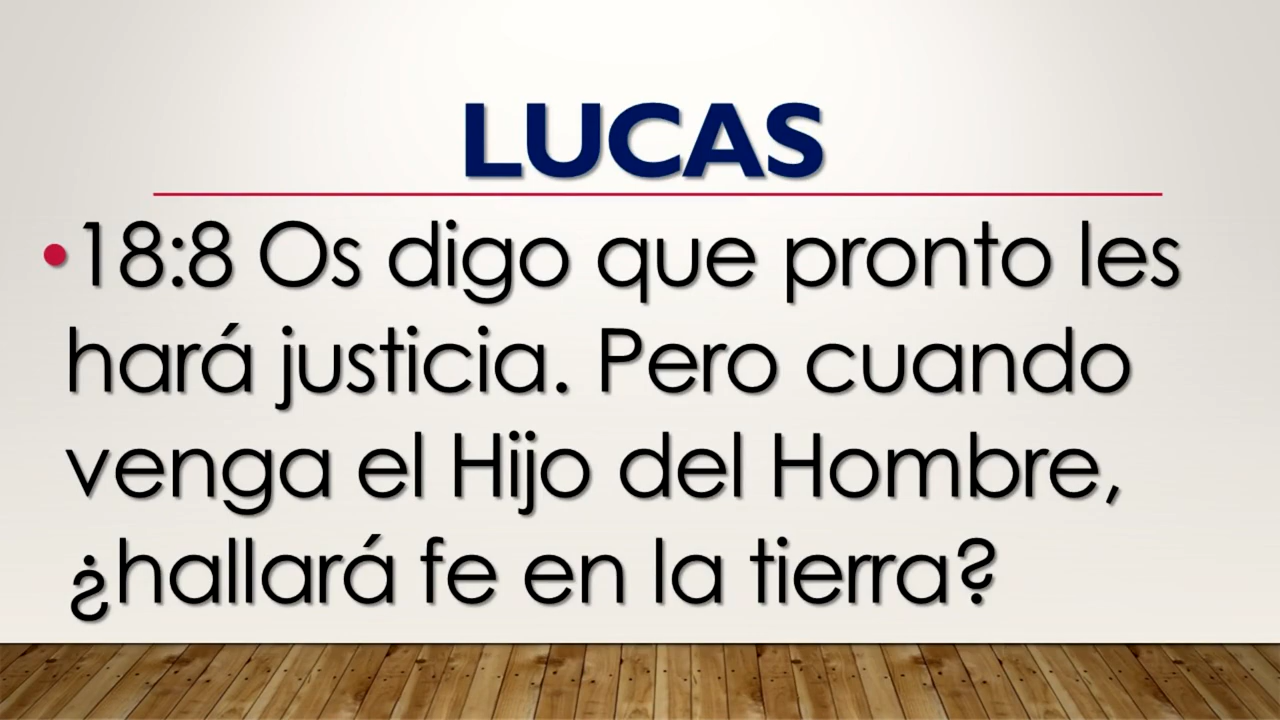 LUCAS
•18:8 Os digo que pronto les
hará justicia. Pero cuando
venga el Hijo del Hombre,
¿hallará fe en la tierra?